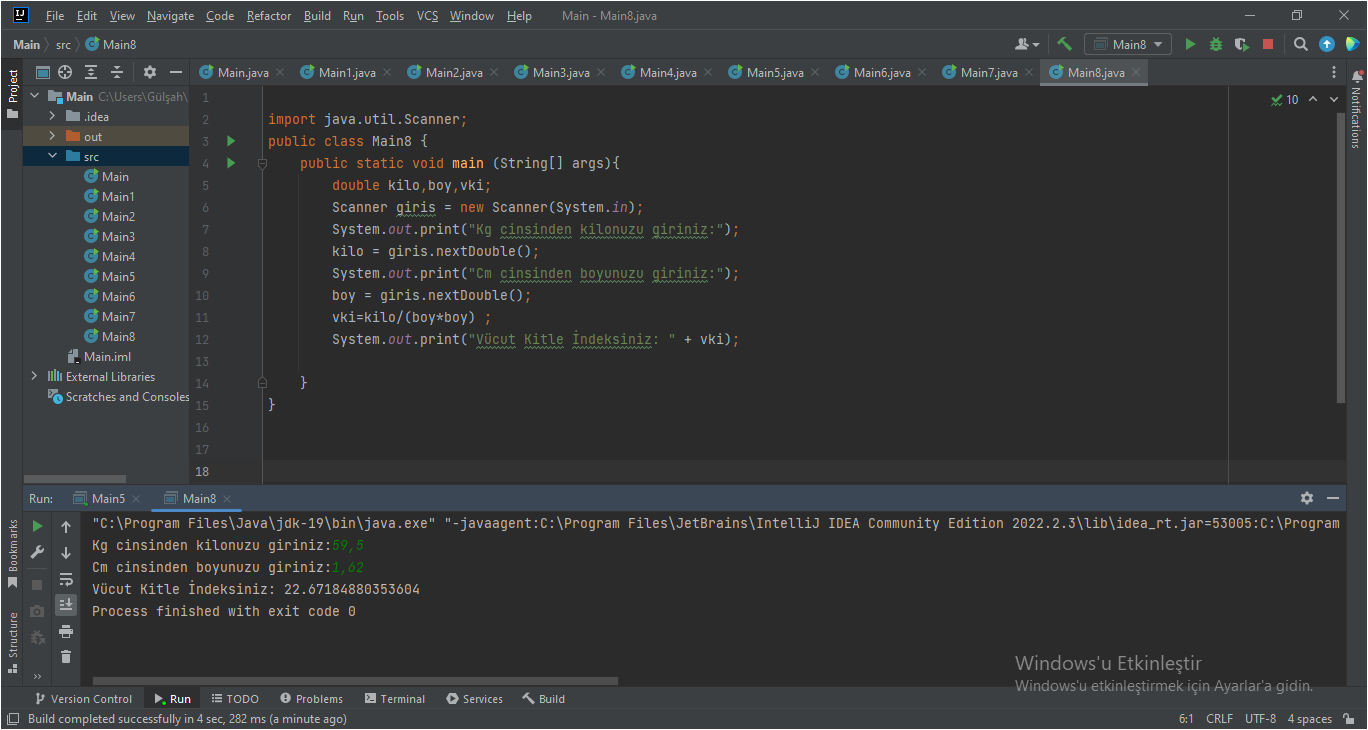 File Edit View Navigate Code Refactor Build Run Tools VCS Window Help Main - Main8.java
Main src Main8 Main8
Project
Main.java Main1.java Main2.java Main3.java Main4.java Main5.java Main6.java Main7.java Main8.java
Main C:\Users\Gülşah\
.idea
out
src
Main
Main1
Main2
Main3
Main4
Main5
Main6
Main7
Main8
Main.iml
External Libraries
Scratches and Consoles
10
Notifications
1
2 import java.util.Scanner;
3 public class Main8 {
4 public static void main (String[] args){
5 double kilo,boy,vki;
6 Scanner giris = new Scanner(System.in);
7 System.out.print("Kg cinsinden kilonuzu giriniz:");
8 kilo = giris.nextDouble();
9 System.out.print("Cm cinsinden boyunuzu giriniz:");
10 boy = giris.nextDouble();
11 vki=kilo/(boy*boy) ;
12 System.out.print("Vücut Kitle İndeksiniz: " + vki);
13
14 }
15 }
16
17
18
Run: Main5 Main8
"C:\Program Files\Java\jdk-19\bin\java.exe" "-javaagent:C:\Program Files\JetBrains\IntelliJ IDEA Community Edition 2022.2.3\lib\idea_rt.jar=53005:C:\Program
Kg cinsinden kilonuzu giriniz:59,5
Cm cinsinden boyunuzu giriniz:1,62
Vücut Kitle İndeksiniz: 22.67184880353604
Process finished with exit code 0
Bookmarks
Structure
Windows'u Etkinleştir
Windows'u etkinleştirmek için Ayarlar'a gidin.
Version Control Run TODO Problems Terminal Services Build
Build completed successfully in 4 sec, 282 ms (a minute ago) 6:1 CRLF UTF-8 4 spaces